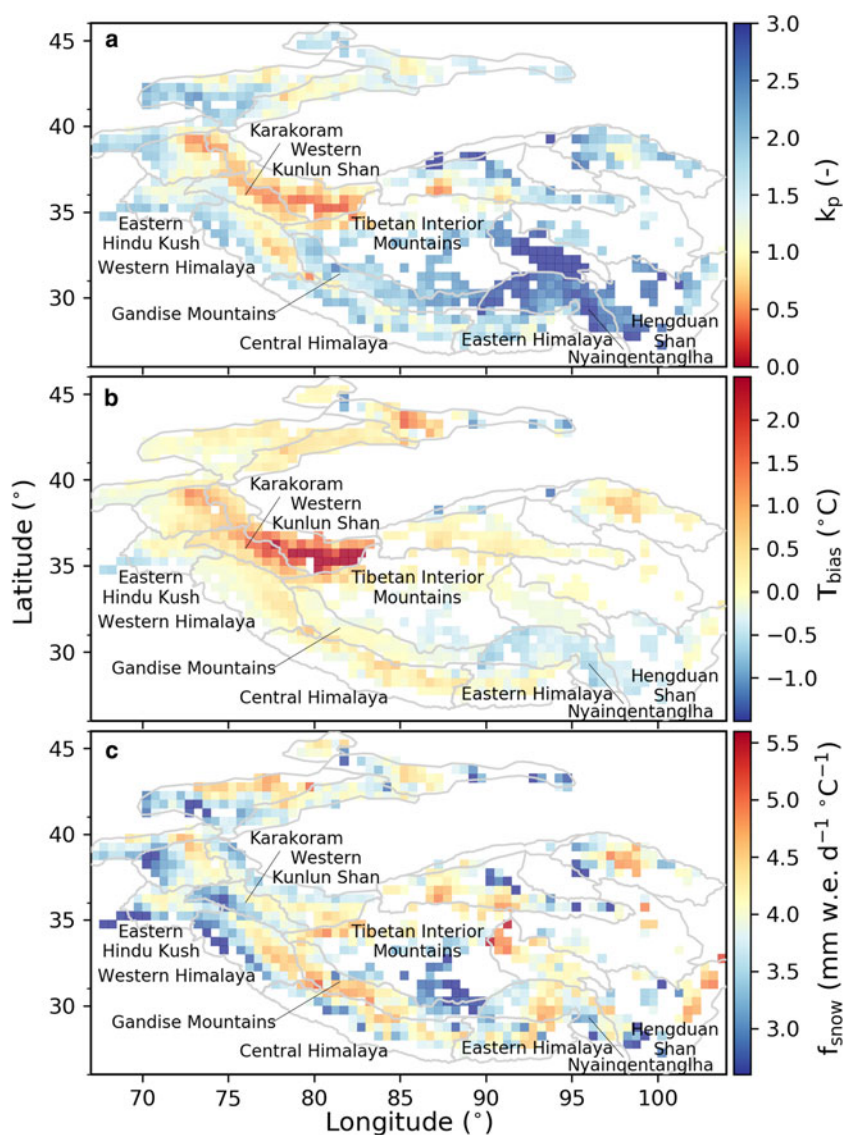 a
45
40
35
30
Karakoram
Western
Kunlun Shan
Eastern
Hindu Kush
Tibetan Interior
Mountains
Western Himalaya
Gandise Mountains
Hengduan
Shan
Central Himalaya
Eastern Himalaya
Nyainqentanglha
3.0
2.5
2.0
1.5
1.0
0.5
0.0
kp (-)
b
45
40
35
30
Karakoram
Western
Kunlun Shan
Eastern
Hindu Kush
Tibetan Interior
Mountains
Western Himalaya
Gandise Mountains
Hengduan
Shan
Central Himalaya
Eastern Himalaya
Nyainqentanglha
2.0
1.5
1.0
0.5
0.0
−0.5
−1.0
Tbias (°C)
Latitude (°)
c
45
40
35
30
Karakoram
Western
Kunlun Shan
Eastern
Hindu Kush
Tibetan Interior
Mountains
Western Himalaya
Gandise Mountains
Hengduan
Shan
Central Himalaya
Eastern Himalaya
Nyainqentanglha
5.5
5.0
4.5
4.0
3.5
3.0
fsnow (mm w.e. d−1 °C−1)
70 75 80 85 90 95 100
Longitude (°)